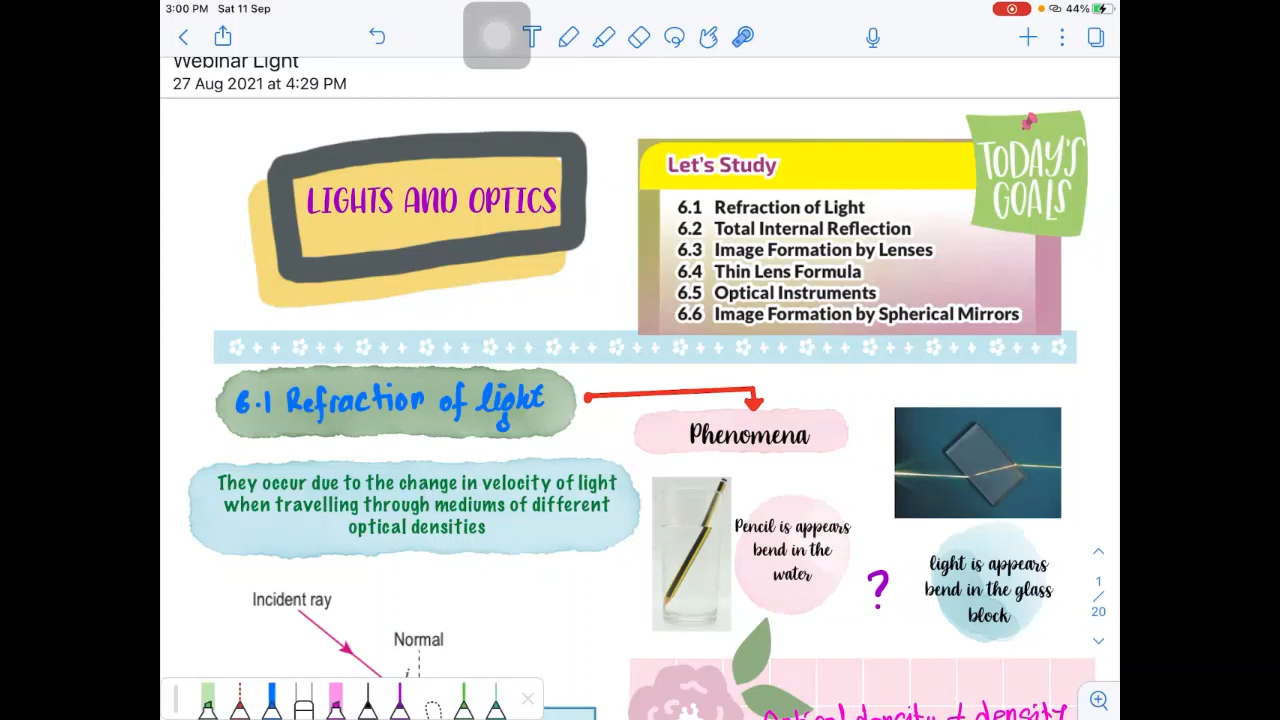 3:00 PM Sat 11 Sep
44%
Webinar Light
27 Aug 2021 at 4:29 PM
LIGHTS AND OPTICS
Let's Study
6.1 Refraction of Light
6.2 Total Internal Reflection
6.3 Image Formation by Lenses
6.4 Thin Lens Formula
6.5 Optical Instruments
6.6 Image Formation by Spherical Mirrors
TODAY'S
GOALS
6.1 Refraction of light
Phenomena
They occur due to the change in velocity of light
when travelling through mediums of different
optical densities
Pencil is appears
bend in the
water
?
light is appears
bend in the glass
block
1
/
20
Incident ray
Normal
i
Optical density ≠ density